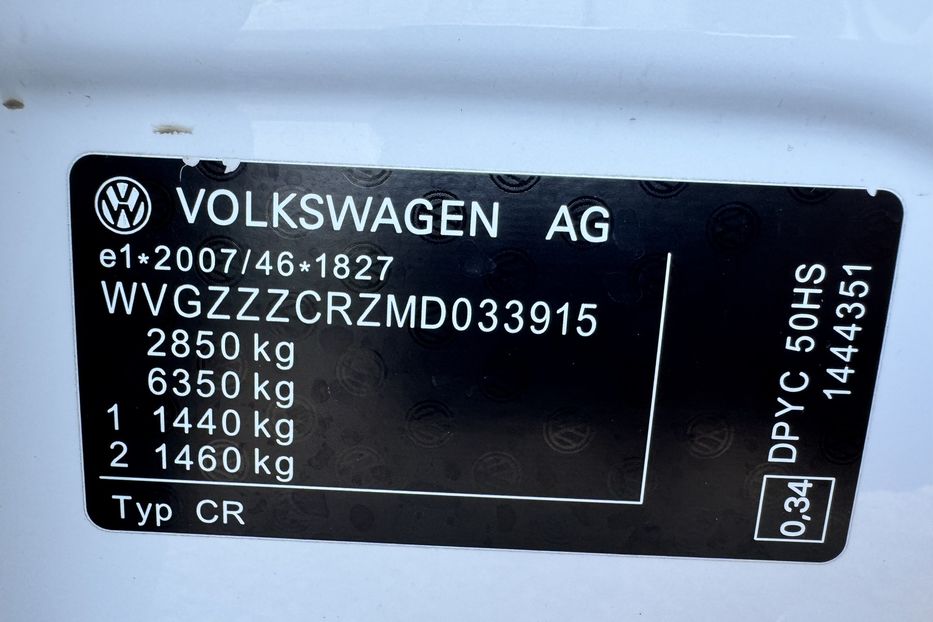 VOLKSWAGEN AG
e1*2007/46*1827
WVGZZZCRZMD033915
2850 kg
6350 kg
1 1440 kg
2 1460 kg
Typ CR
0,34 DPYC 50HS
1444351